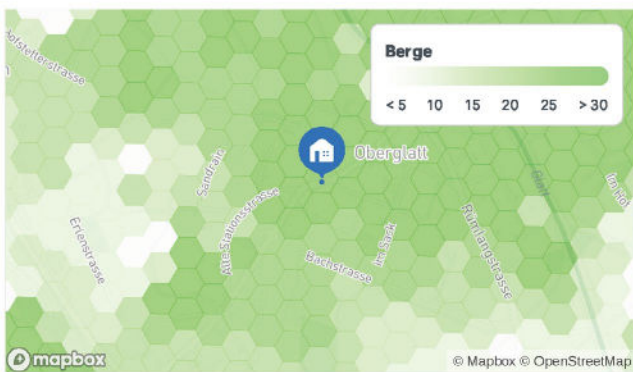 Hofstetterstrasse
Berge
< 5 10 15 20 25 > 30
Oberglatt
Glatt
Im Hof
Sandrain
Alte Stationsstrasse
Erlenstrasse
Bachstrasse
Im Sack
Rümlangstrasse
mapbox
© Mapbox © OpenStreetMap